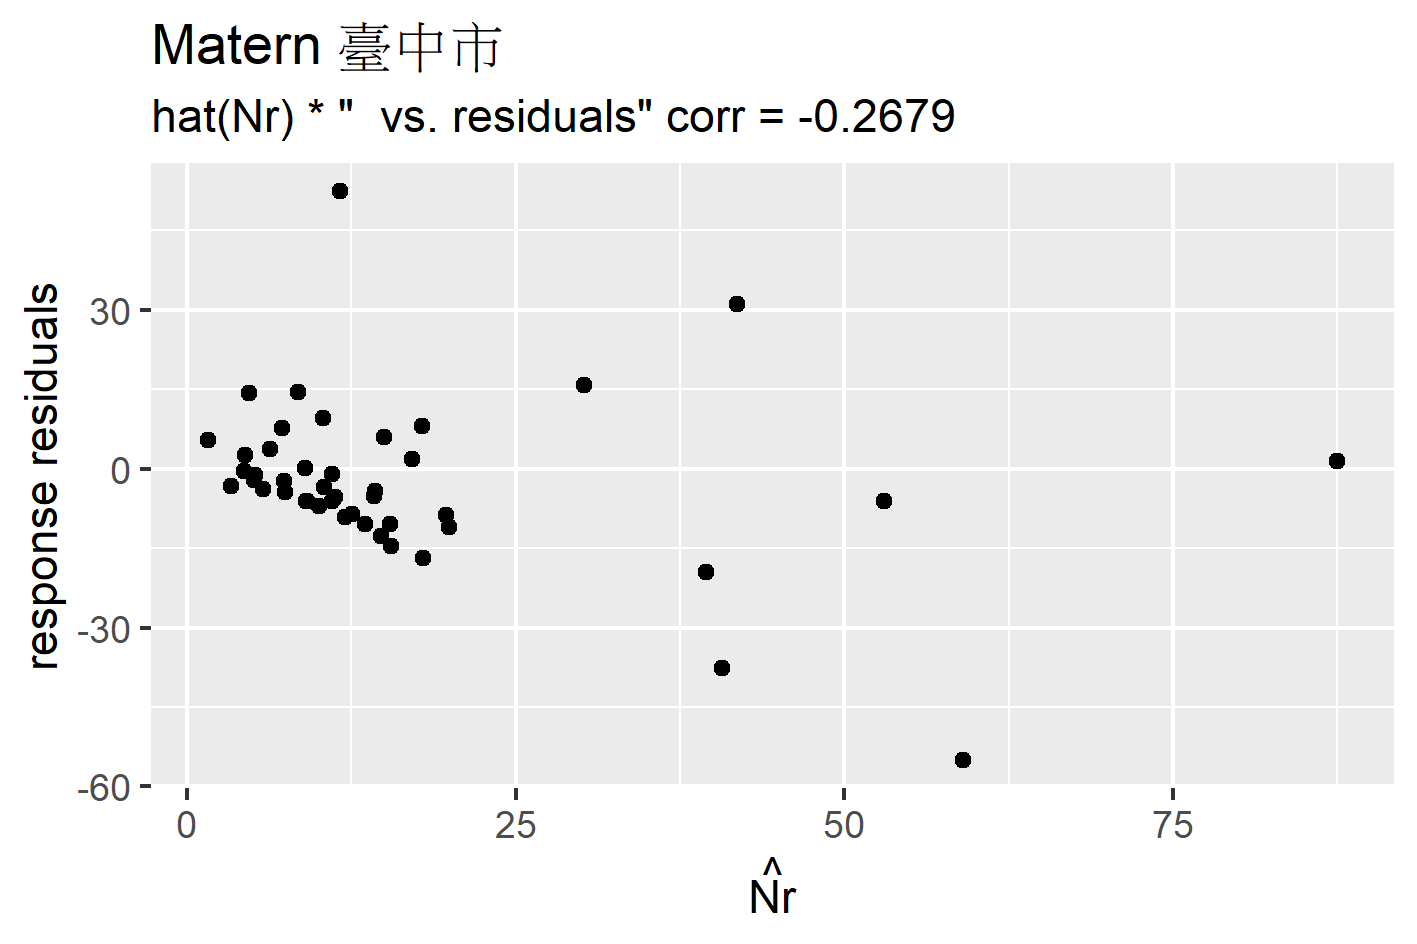 Matern 臺中市
hat(Nr) * "  vs. residuals" corr = -0.2679
response residuals
30
0
-30
-60
0 25 50 75
N̂r